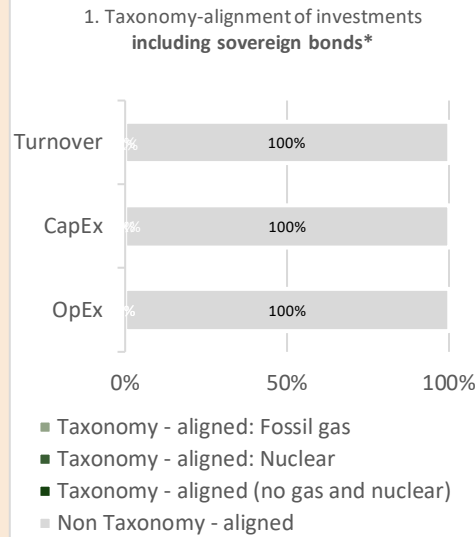 1. Taxonomy-alignment of investments
including sovereign bonds*
Turnover
100%
CapEx
100%
OpEx
100%
0%
50%
100%
Taxonomy - aligned: Fossil gas
Taxonomy - aligned: Nuclear
Taxonomy - aligned (no gas and nuclear)
Non Taxonomy - aligned